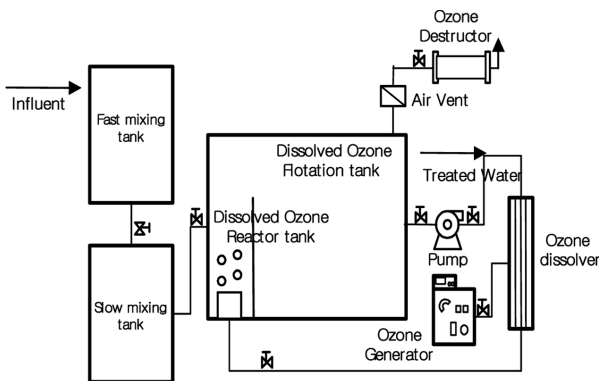 Ozone
Destructor
Influent
Air Vent
Fast mixing
tank
Dissolved Ozone
Flotation tank
Treated Water
Dissolved Ozone
Reactor tank
Pump
Ozone
dissolver
Slow mixing
tank
Ozone
Generator